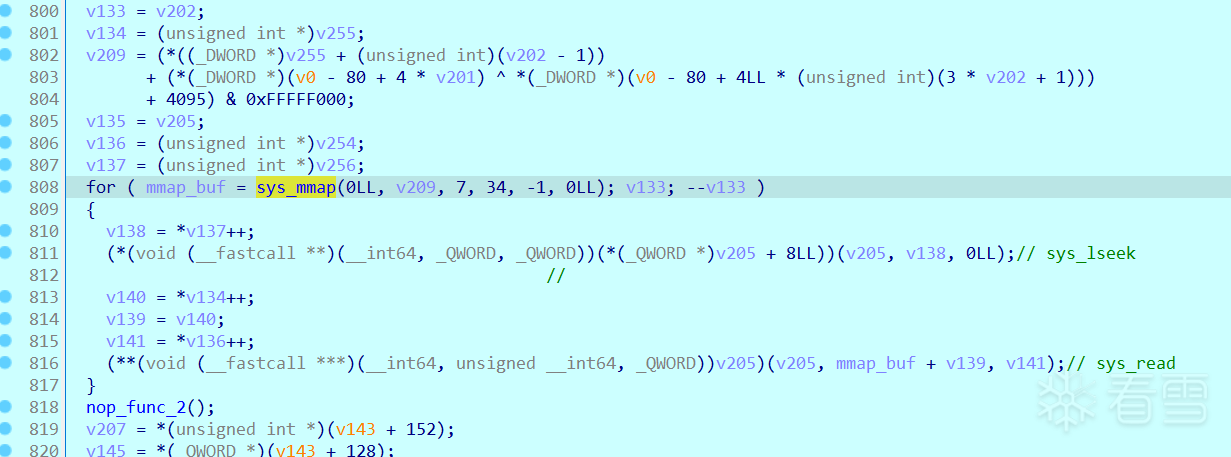 800 v133 = v202;
801 v134 = (unsigned int *)v255;
802 v209 = (*((_DWORD *)v255 + (unsigned int)(v202 - 1))
803 + (*(_DWORD *)(v0 - 80 + 4 * v201) ^ *(_DWORD *)(v0 - 80 + 4LL * (unsigned int)(3 * v202 + 1)))
804 + 4095) & 0xFFFFF000;
805 v135 = v205;
806 v136 = (unsigned int *)v254;
807 v137 = (unsigned int *)v256;
808 for ( mmap_buf = sys_mmap(0LL, v209, 7, 34, -1, 0LL); v133; --v133 )
809 {
810 v138 = *v137++;
811 (*(void (__fastcall **)(__int64, _QWORD, _QWORD))(*(_QWORD *)v205 + 8LL))(v205, v138, 0LL);// sys_lseek
812 //
813 v140 = *v134++;
814 v139 = v140;
815 v141 = *v136++;
816 (**(void (__fastcall ***)(__int64, unsigned __int64, _QWORD))v205)(v205, mmap_buf + v139, v141);// sys_read
817 }
818 nop_func_2();
819 v207 = *(unsigned int *)(v143 + 152);
820 v145 = *(_QWORD *)(v143 + 128);
看雪